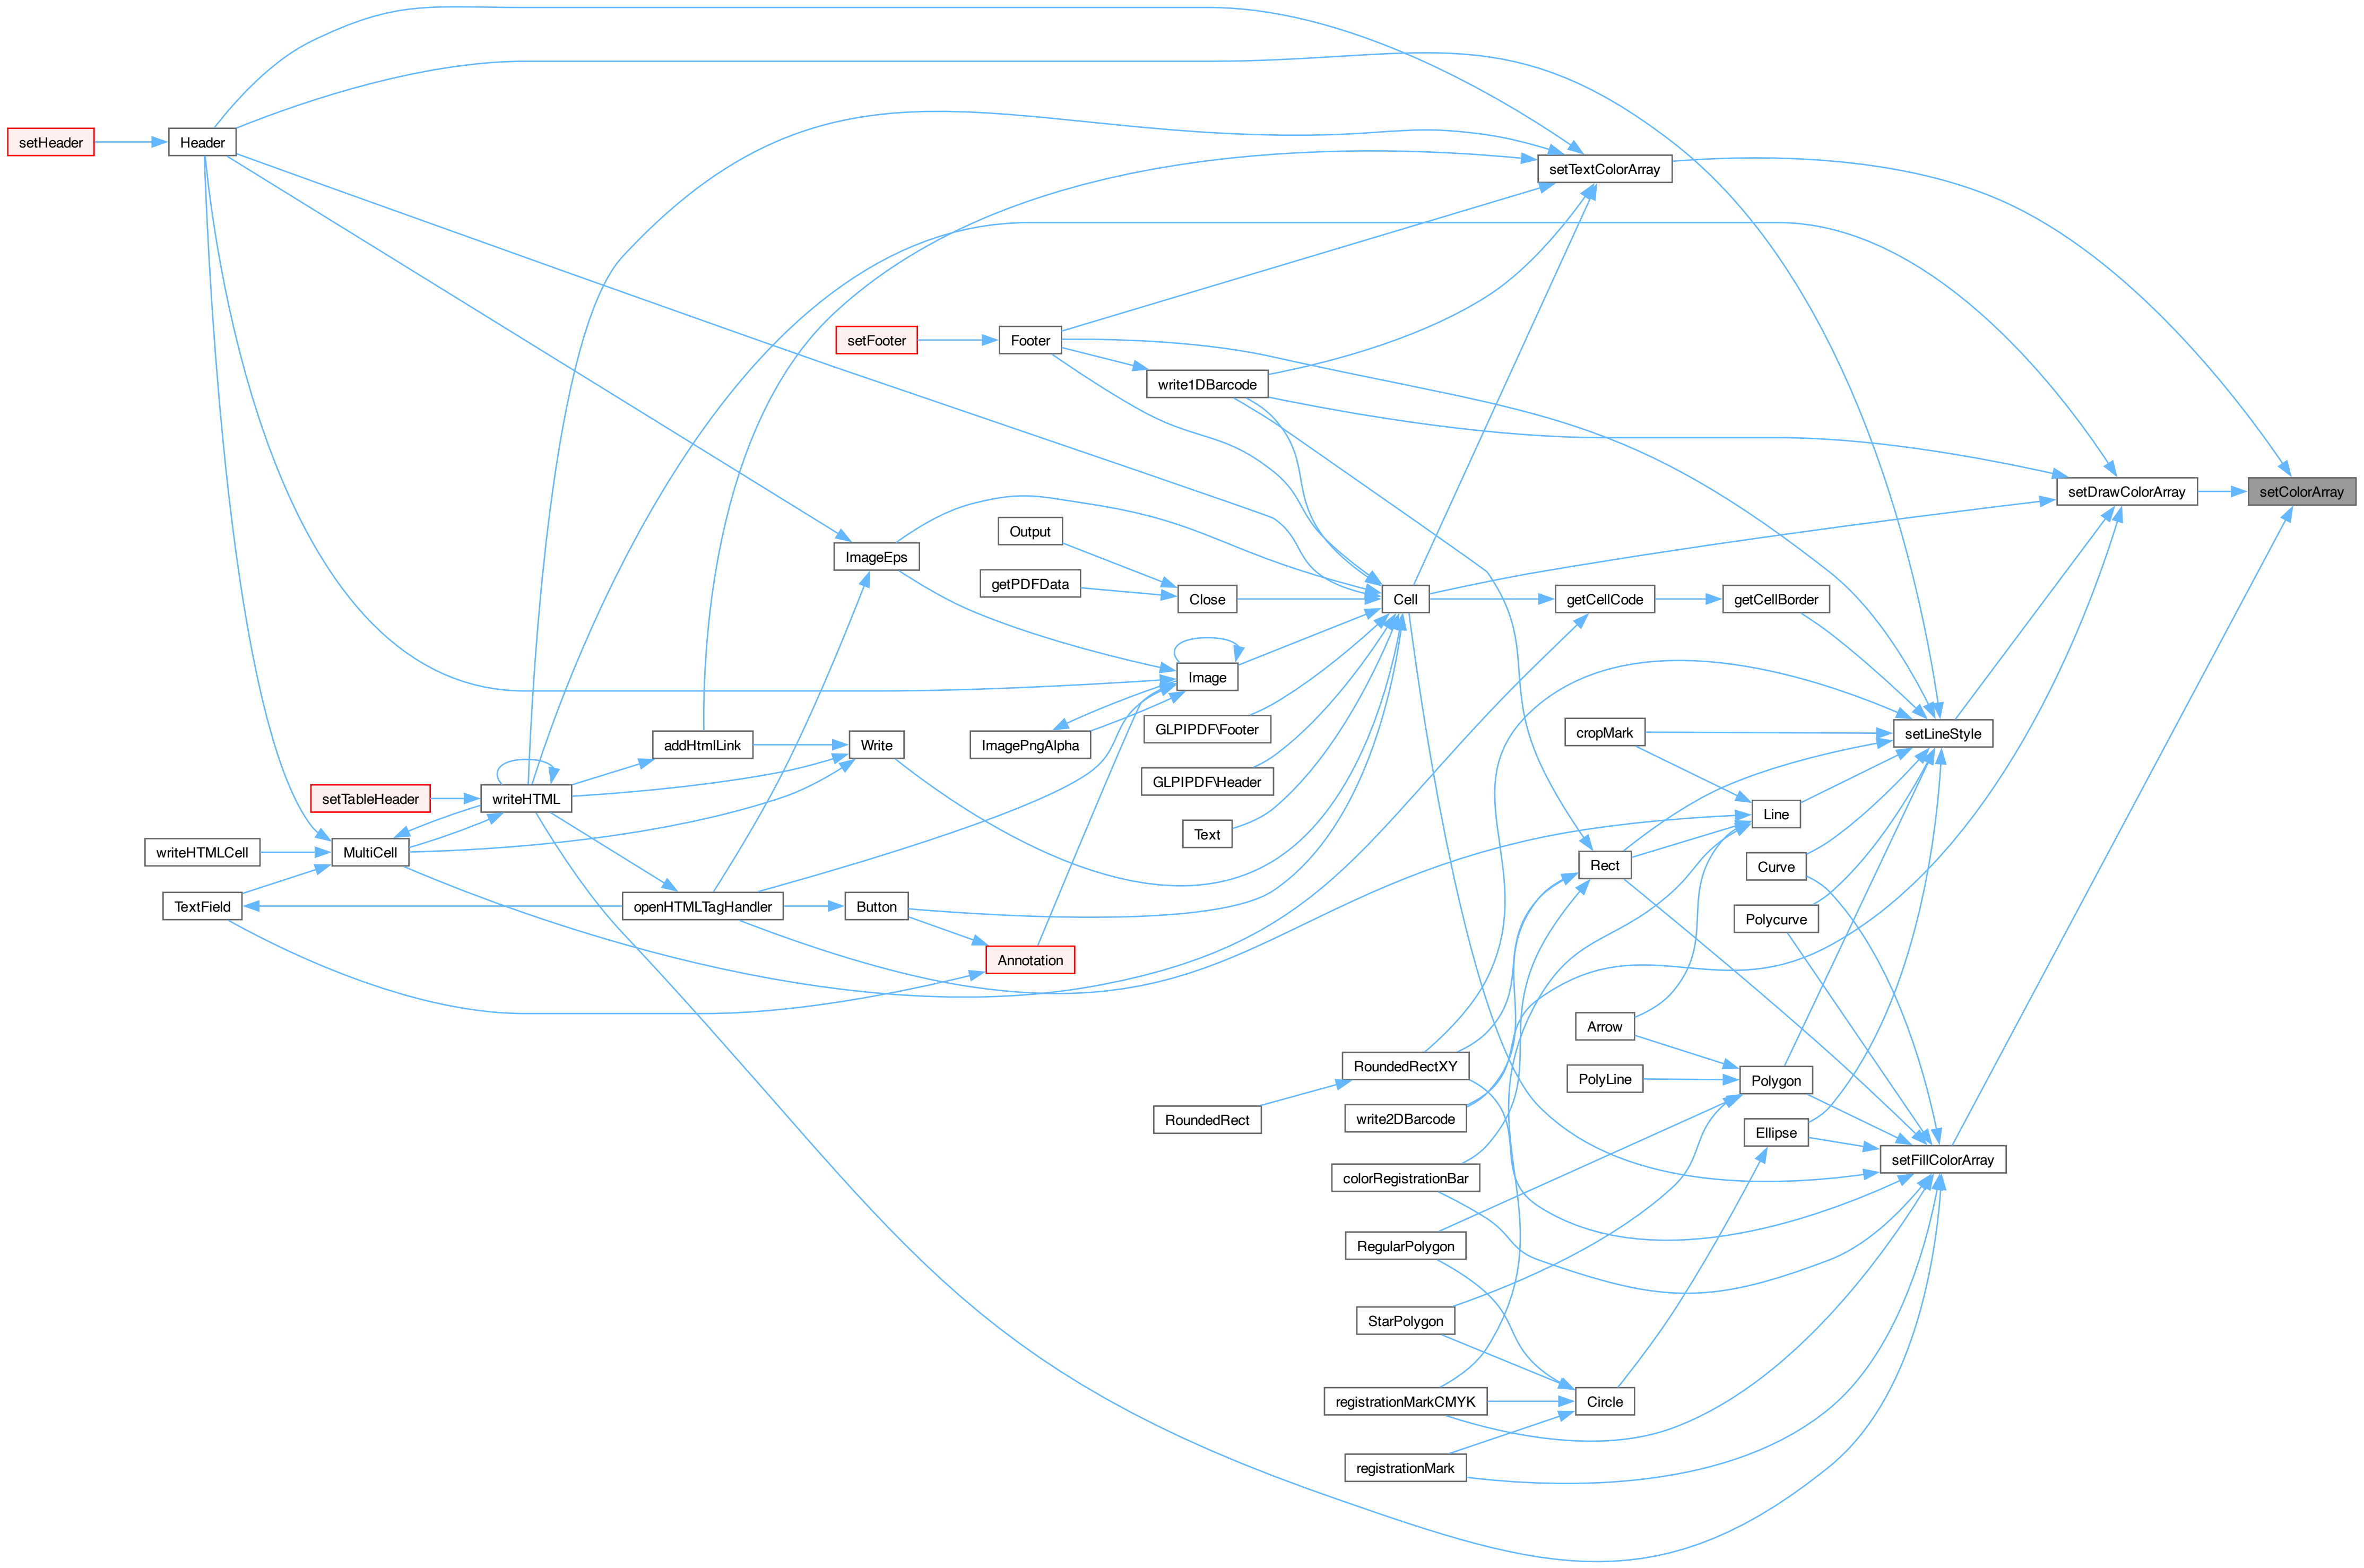 setHeader
Header
setTextColorArray
setFooter
Footer
write1DBarcode
setDrawColorArray
setColorArray
Output
ImageEps
getPDFData
Close
Cell
getCellCode
getCellBorder
Image
GLPIPDF\Footer
cropMark
setLineStyle
addHtmlLink
Write
ImagePngAlpha
GLPIPDF\Header
setTableHeader
writeHTML
Line
Text
writeHTMLCell
MultiCell
Rect
Curve
TextField
openHTMLTagHandler
Button
Polycurve
Annotation
Arrow
RoundedRectXY
PolyLine
Polygon
RoundedRect
write2DBarcode
Ellipse
setFillColorArray
colorRegistrationBar
RegularPolygon
StarPolygon
registrationMarkCMYK
Circle
registrationMark